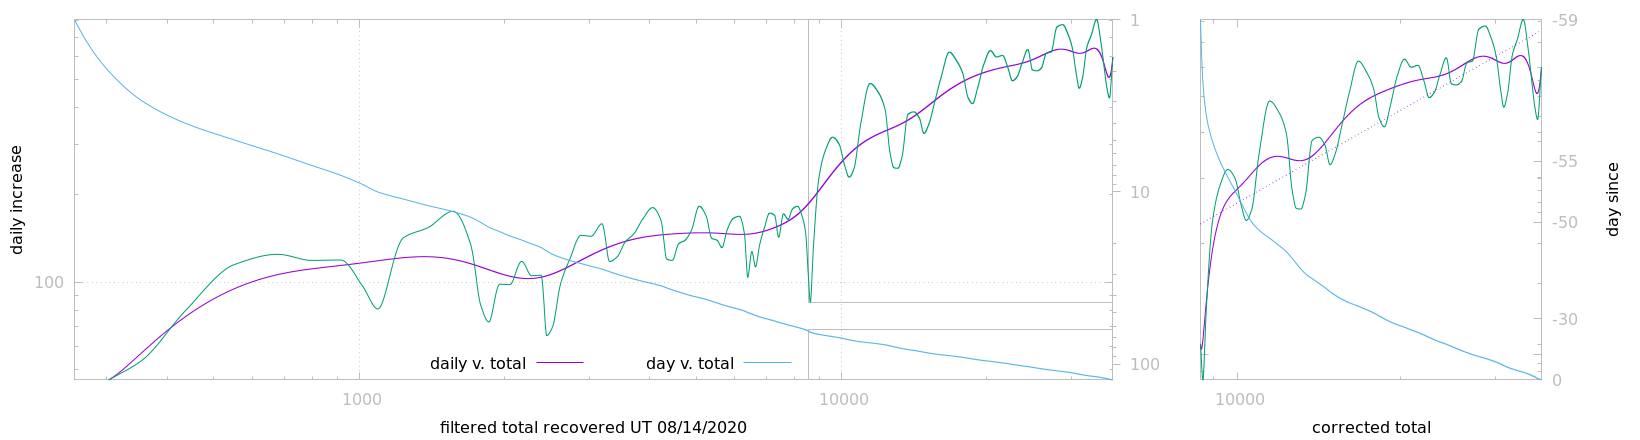 daily increase
100
1
10
100
daily v. total
day v. total
1000
10000
filtered total recovered UT 08/14/2020
-59
-55
-50
-30
0
day since
10000
corrected total